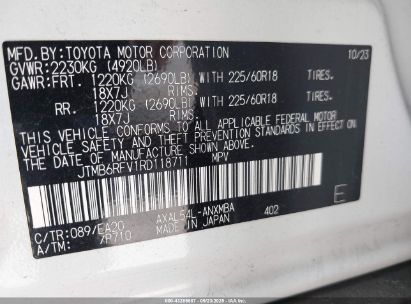 MFD. BY:TOYOTA MOTOR CORPORATION 10/23
GVWR:2230KG (4920LB)
GAWR:FRT. 1220KG (2690LB) WITH 225/60R18 TIRES.
18X7J RIMS.
RR. 1220KG (2690LB) WITH 225/60R18 TIRES.
18X7J RIMS.
THIS VEHICLE CONFORMS TO ALL APPLICABLE FEDERAL MOTOR
VEHICLE SAFETY AND BUMPER STANDARDS IN
EFFECT ON THE DATE OF MANUFACTURE SHOWN ABOVE.
JTMB6RFV1RD118711 MPV
E
C/TR:089/EA20 AXAL54L-ANXMBA 402
A/TM: /P710 MADE IN JAPAN